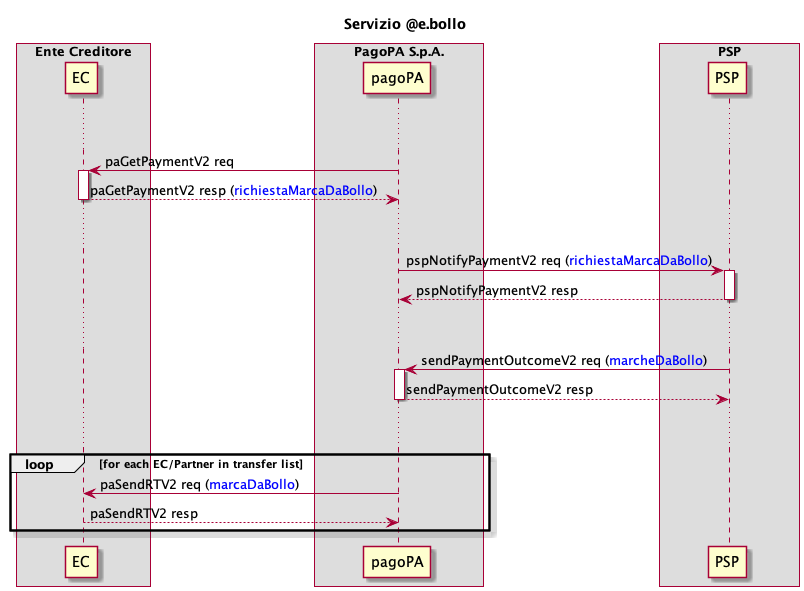 Servizio @e.bollo
Ente Creditore
PagoPA S.p.A.
PSP
EC
pagoPA
PSP
paGetPaymentV2 req
paGetPaymentV2 resp (richiestaMarcaDaBollo)
pspNotifyPaymentV2 req (richiestaMarcaDaBollo)
pspNotifyPaymentV2 resp
sendPaymentOutcomeV2 req (marcheDaBollo)
sendPaymentOutcomeV2 resp
loop
[for each EC/Partner in transfer list]
paSendRTV2 req (marcaDaBollo)
paSendRTV2 resp
EC
pagoPA
PSP